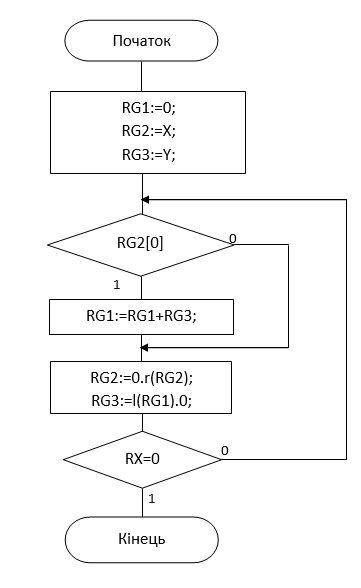 Початок
RG1:=0;
RG2:=X;
RG3:=Y;
RG2[0]
0
1
RG1:=RG1+RG3;
RG2:=0.r(RG2);
RG3:=l(RG1).0;
RX=0
0
1
Кінець